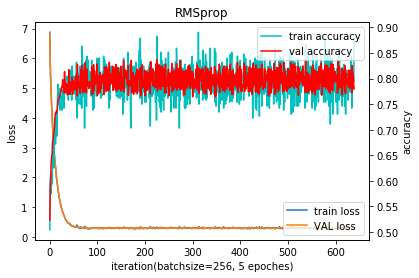 RMSprop
train accuracy
val accuracy
train loss
VAL loss
7
6
5
4
3
2
1
0
loss
0.90
0.85
0.80
0.75
0.70
0.65
0.60
0.55
0.50
accuracy
0 100 200 300 400 500 600
iteration(batchsize=256, 5 epoches)